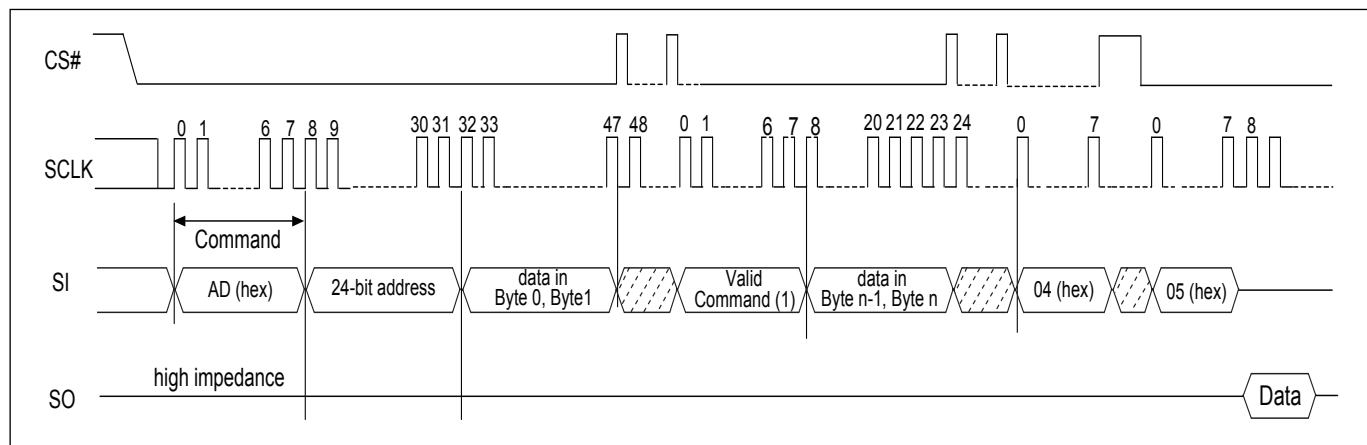 CS#
0 1 6 7 8 9 30 31 32 33 47 48 0 1 6 7 8 20 21 22 23 24 0 7 0 7 8
SCLK
Command
SI
AD (hex)
24-bit address
data in
Byte 0, Byte1
Valid
Command (1)
data in
Byte n-1, Byte n
04 (hex)
05 (hex)
high impedance
SO
Data